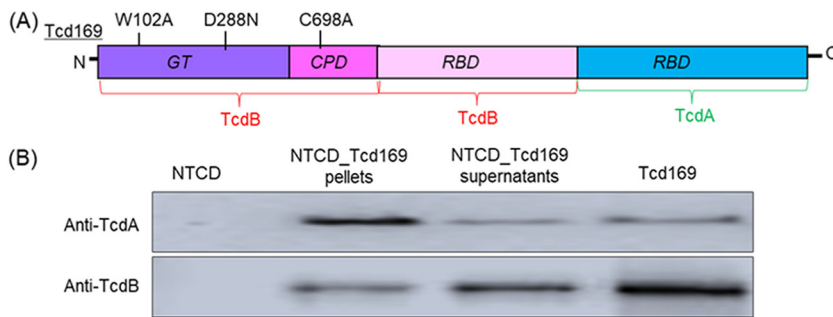 (A)
W102A D288N C698A
Tcd169
N GT CPD RBD RBD C
TcdB TcdB TcdA
(B)
NTCD NTCD_Tcd169 pellets NTCD_Tcd169 supernatants Tcd169
Anti-TcdA
Anti-TcdB